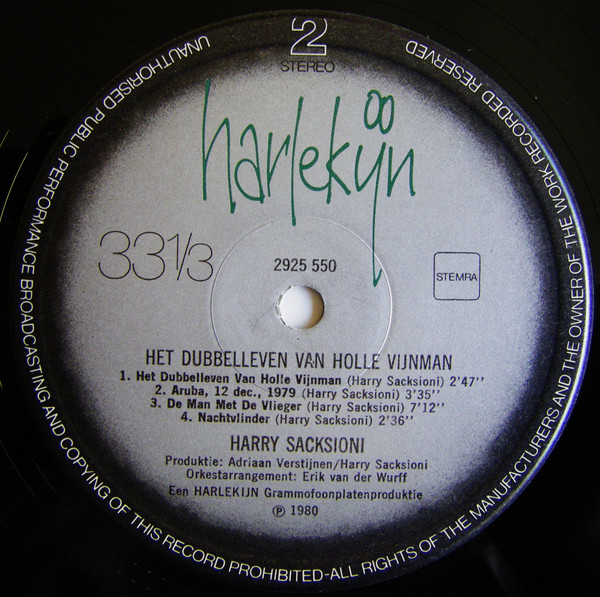 2
STEREO
harlekijn
33 1/3
2925 550
STEMRA
HET DUBBELLEVEN VAN HOLLE VIJNMAN
1. Het Dubbelleven Van Holle Vijnman (Harry Sacksioni) 2'47''
2. Aruba, 12 dec., 1979 (Harry Sacksioni) 3'35''
3. De Man Met De Vlieger (Harry Sacksioni) 7'12''
4. Nachtvlinder (Harry Sacksioni) 2'36''
HARRY SACKSIONI
Produktie: Adriaan Verstijnen/Harry Sacksioni
Orkestarrangement: Erik van der Wurff
Een HARLEKIJN Grammofoonplatenproduktie
℗ 1980
UNAUTHORISED PUBLIC PERFORMANCE BROADCASTING AND COPYING OF THIS RECORD PROHIBITED-ALL RIGHTS OF THE MANUFACTURERS AND THE OWNER OF THE WORK RECORDED RESERVED